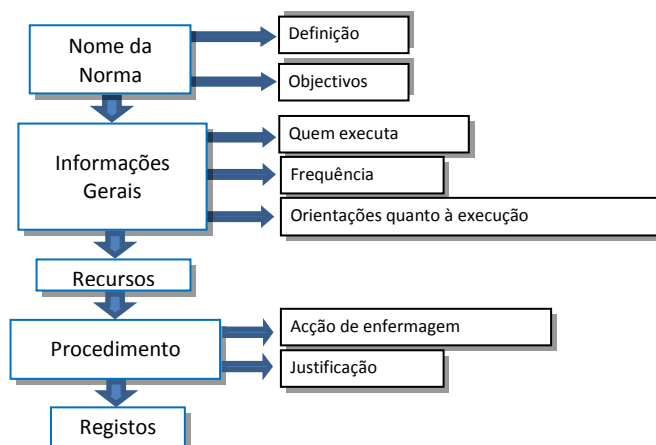 Nome da
Norma
Definição
Objectivos
Informações
Gerais
Quem executa
Frequência
Orientações quanto à execução
Recursos
Procedimento
Acção de enfermagem
Justificação
Registos